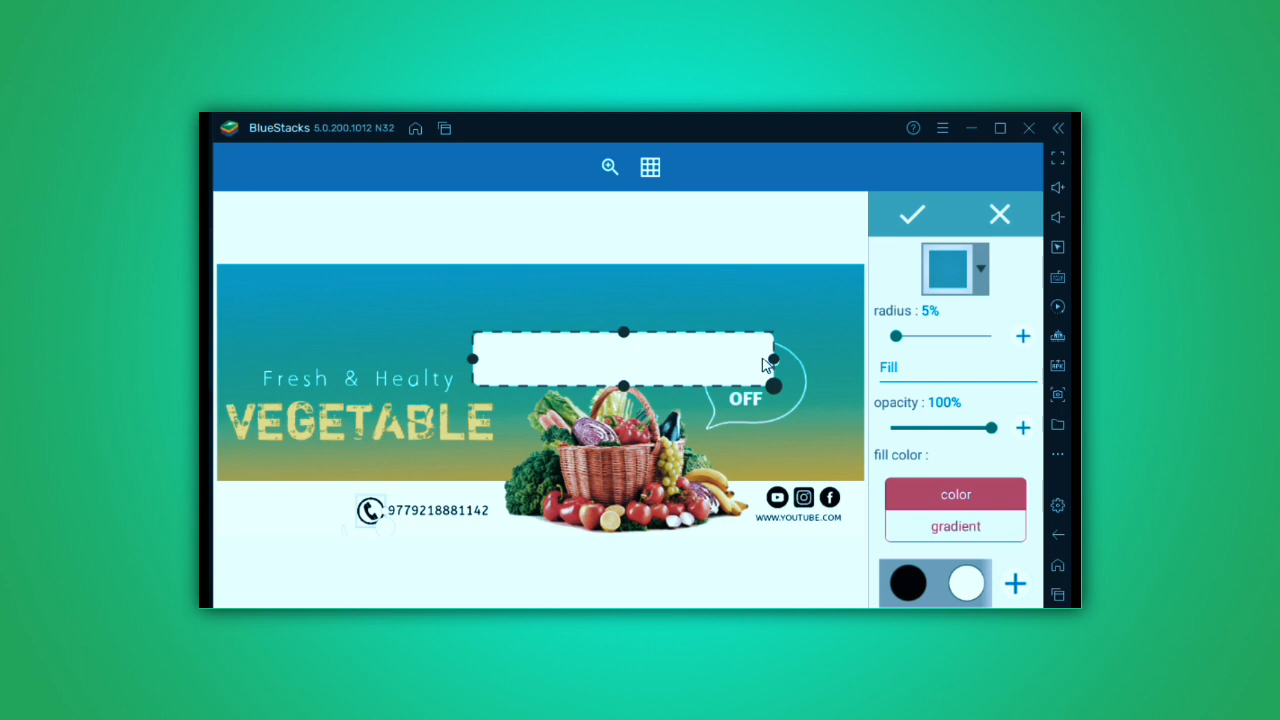 BlueStacks 5.0.200.1012 N32
radius : 5%
Fill
opacity : 100%
fill color :
color
gradient
Fresh & Healty
VEGETABLE
OFF
9779218881142
WWW.YOUTUBE.COM